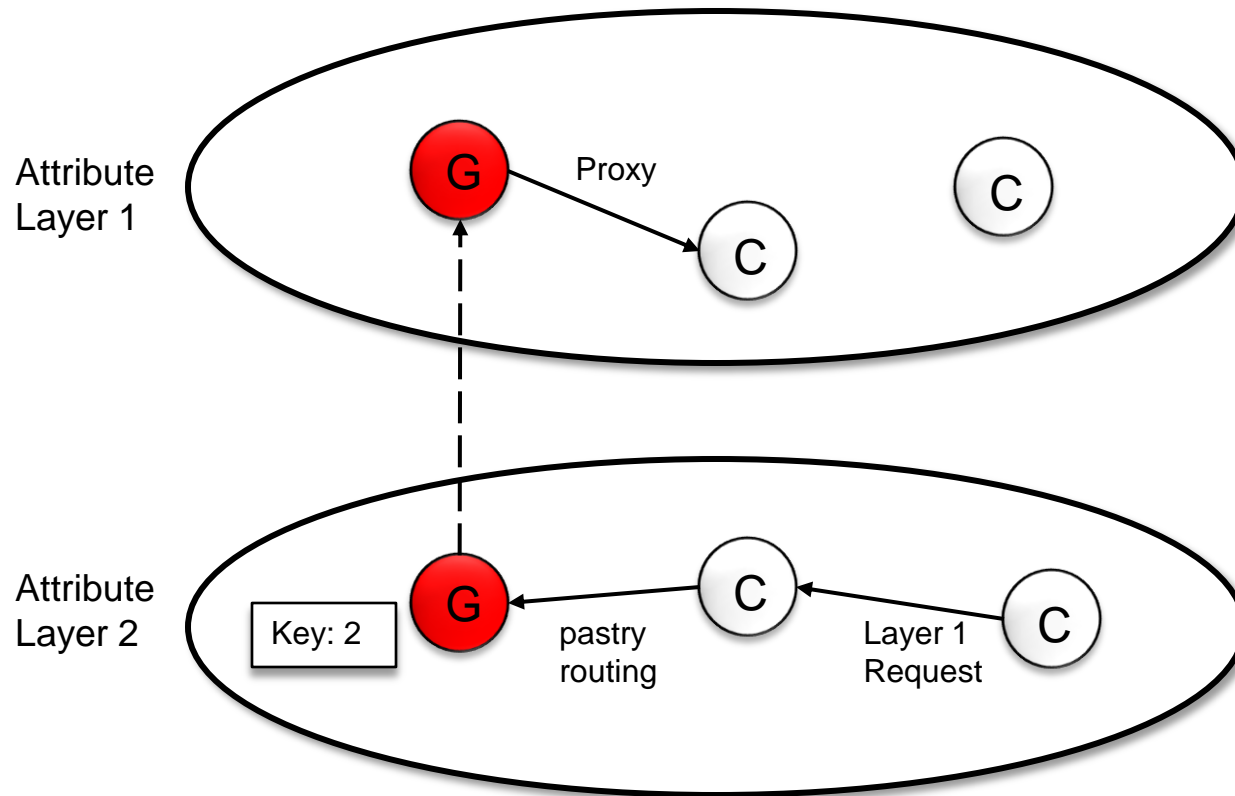 Attribute
Layer 1
G
Proxy
C
C
Attribute
Layer 2
Key: 2
G
pastry
routing
C
Layer 1
Request
C